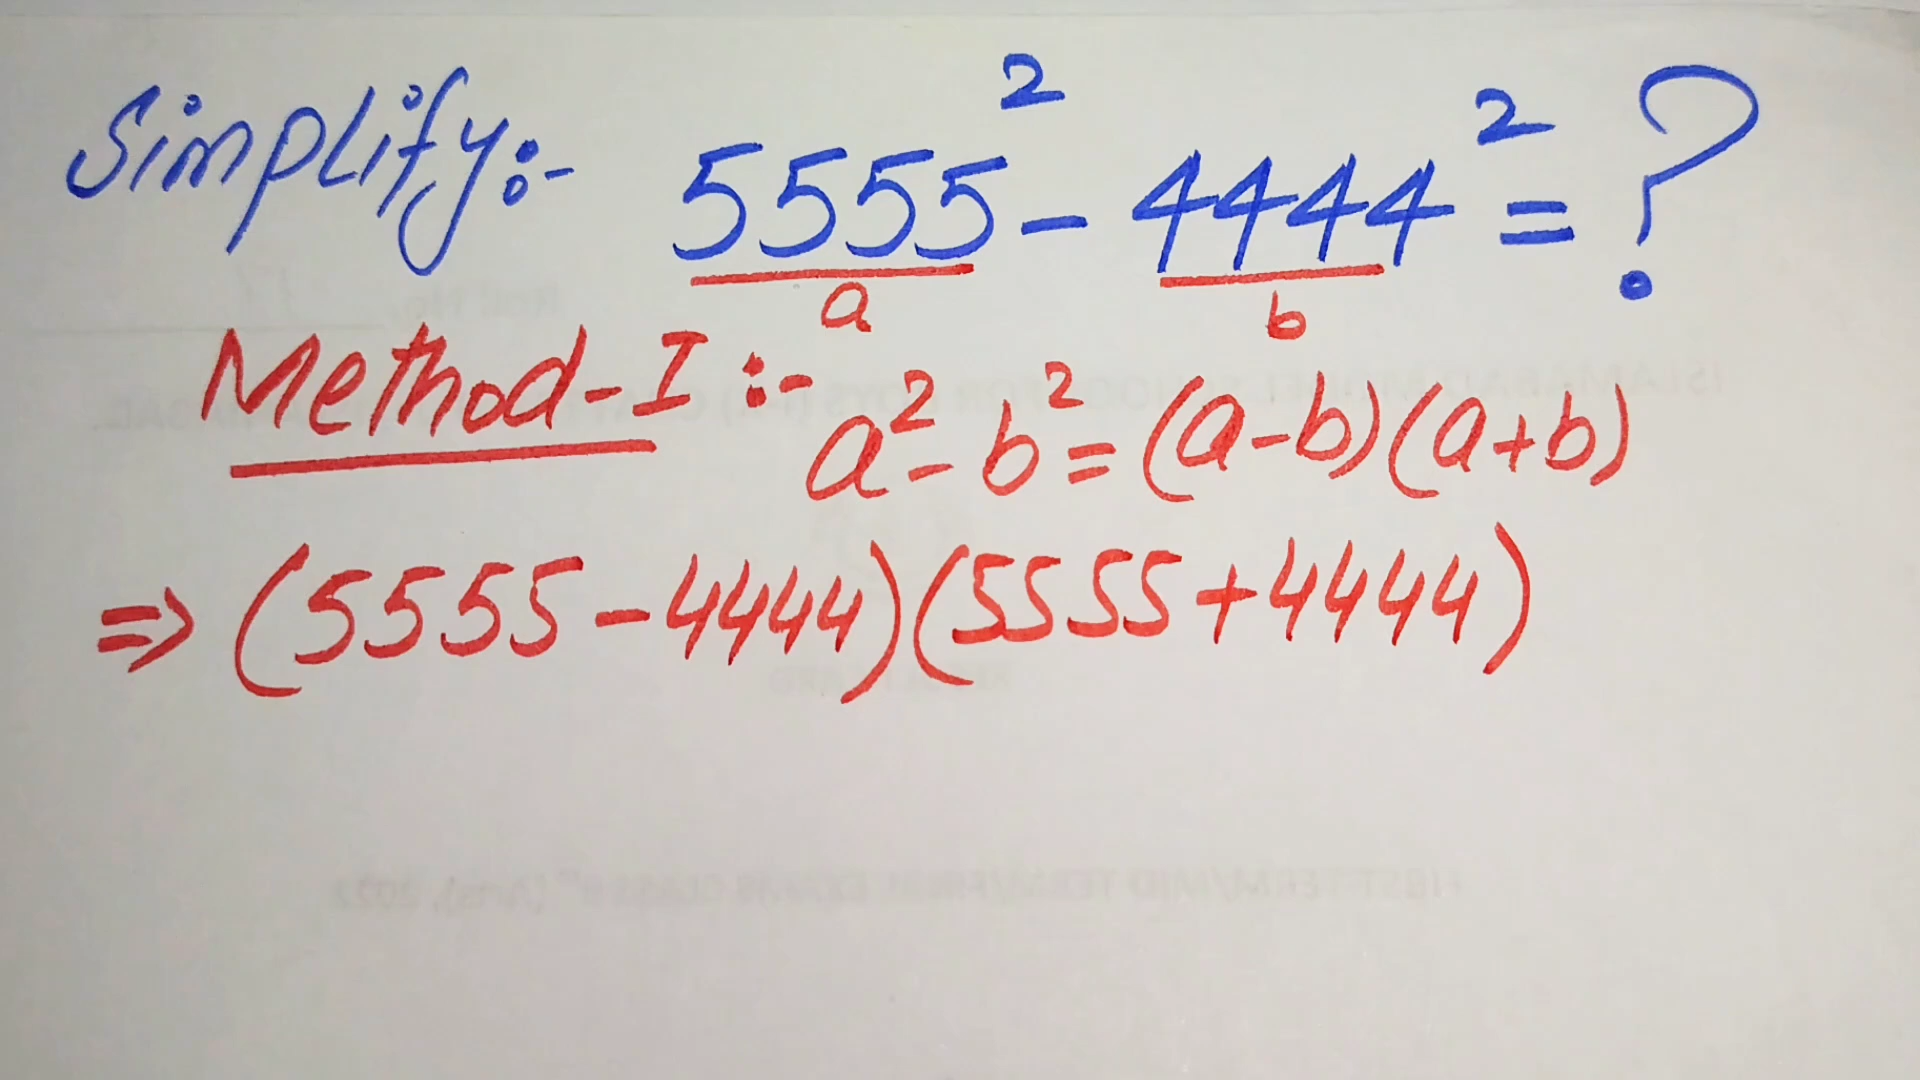 Simplify:- 5555² - 4444² = ?
a b
Method-I:- a² - b² = (a-b)(a+b)
⇒ (5555-4444)(5555+4444)